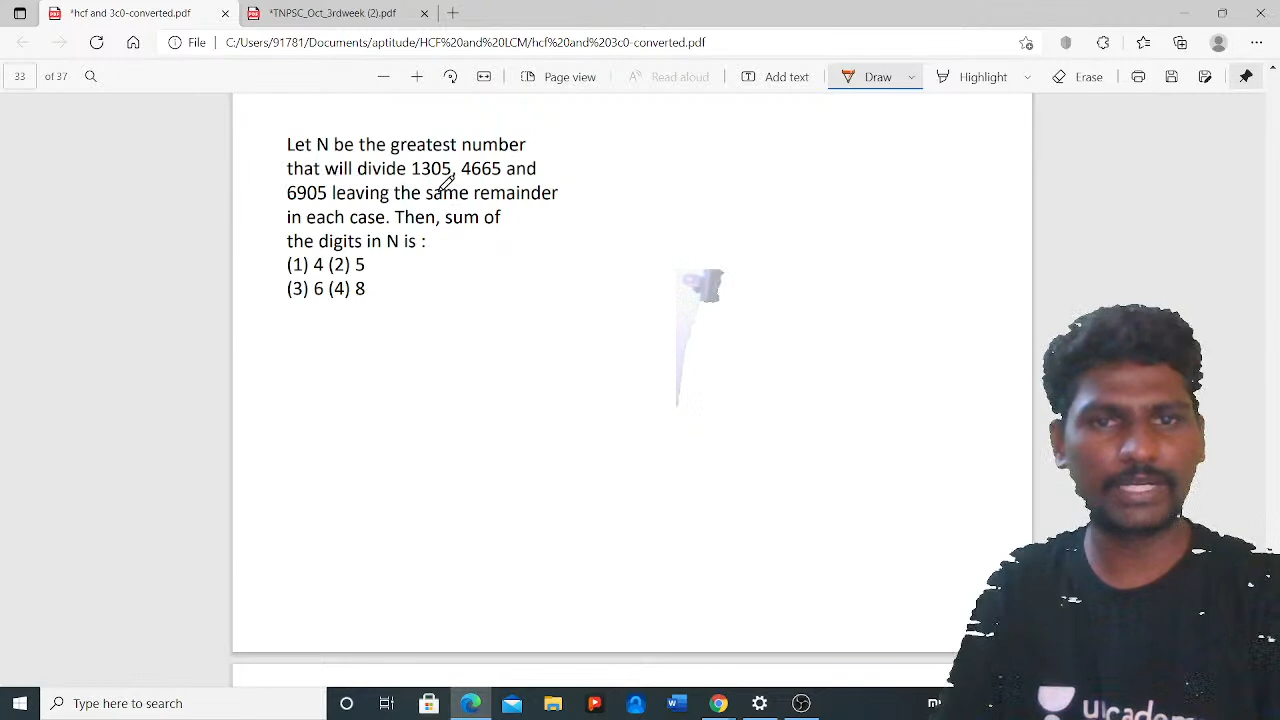 *hcf and 3c0-converted.pdf
*TNPSC_Oct_3rdweek (2).pdf
File
C:/Users/91781/Documents/aptitude/HCF%20and%20LCM/hcf%20and%203c0-converted.pdf
33 of 37
Page view
Read aloud
Add text
Draw
Highlight
Erase
Let N be the greatest number
that will divide 1305, 4665 and
6905 leaving the same remainder
in each case. Then, sum of
the digits in N is :
(1) 4 (2) 5
(3) 6 (4) 8
Type here to search